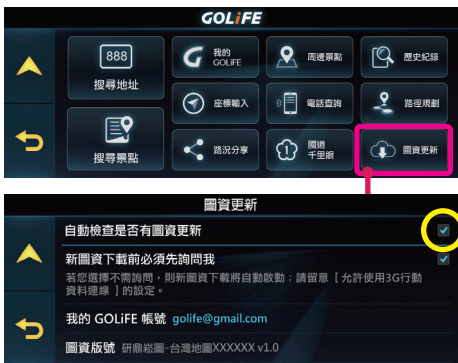 GOLiFE
888
搜尋地址
我的
GOLiFE
周邊景點
歷史紀錄
座標輸入
電話查詢
路徑規劃
搜尋景點
路況分享
1
國道
千里眼
圖資更新
圖資更新
自動檢查是否有圖資更新
新圖資下載前必須先詢問我
若您選擇不需詢問，則新圖資下載將自動啟動；請留意 [ 允許使用3G行動
資料連線 ] 的設定。
我的 GOLiFE 帳號 golife@gmail.com
圖資版號 研鼎崧圖-台灣地圖XXXXXX v1.0